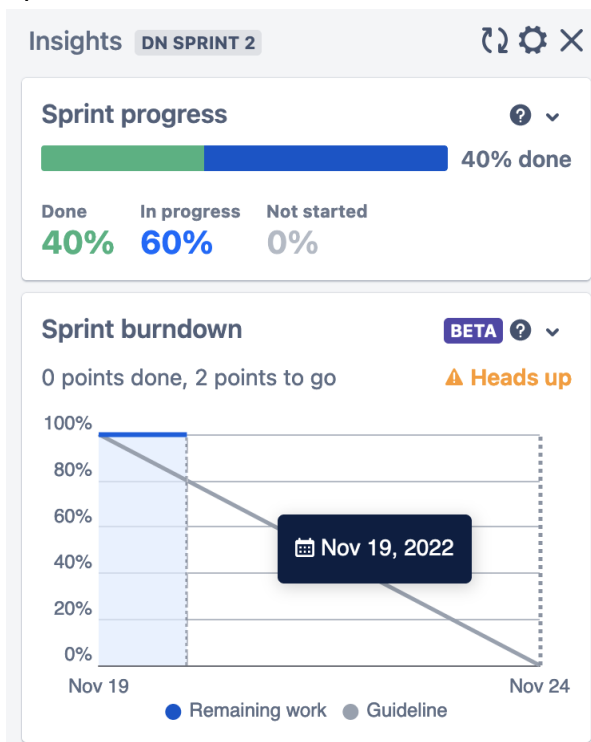 Insights DN SPRINT 2
Sprint progress
40% done
Done In progress Not started
40% 60% 0%
Sprint burndown BETA
0 points done, 2 points to go Heads up
100%
80%
60%
Nov 19, 2022
40%
20%
0%
Nov 19 Nov 24
Remaining work Guideline